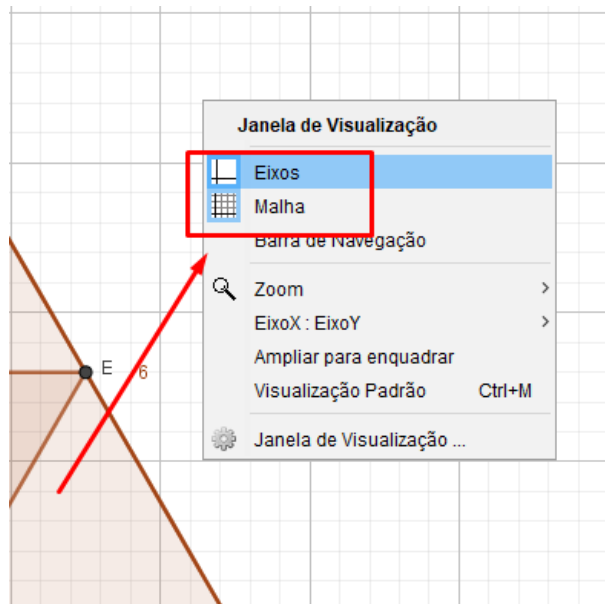 Janela de Visualização
Eixos
Malha
Barra de Navegação
Zoom
EixoX : EixoY
Ampliar para enquadrar
Visualização Padrão Ctrl+M
Janela de Visualização ...
E 6